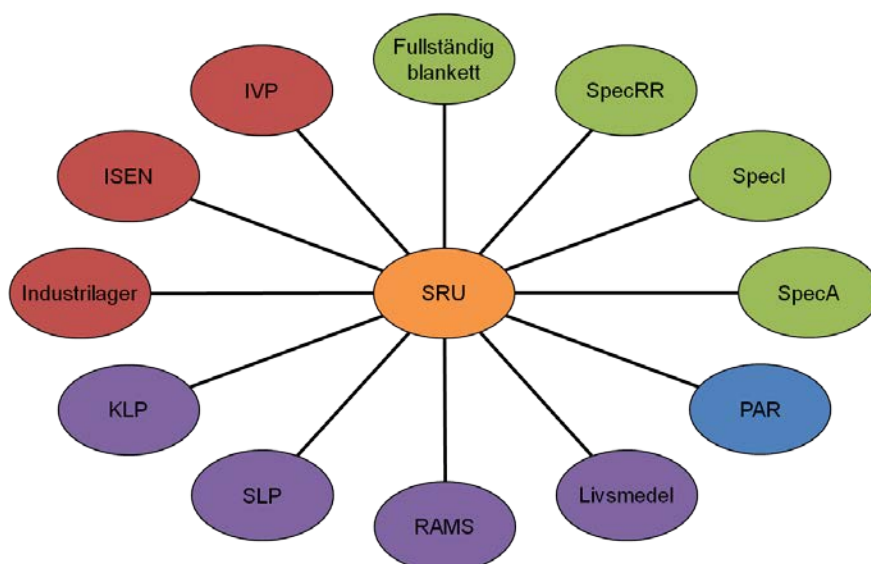 Fullständig
blankett
IVP
SpecRR
ISEN
SpecI
Industrilager
SRU
SpecA
KLP
PAR
SLP
Livsmedel
RAMS